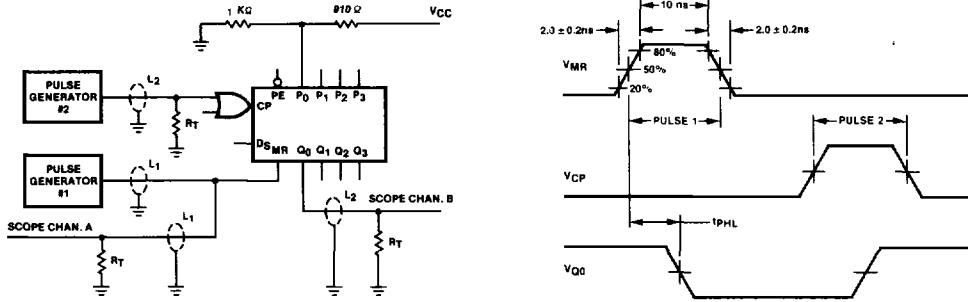 1 KΩ
910 Ω
VCC
PULSE GENERATOR #2
L2
RT
CP
PE P0 P1 P2 P3
DS MR Q0 Q1 Q2 Q3
PULSE GENERATOR #1
L1
SCOPE CHAN. A
L1
RT
L2
SCOPE CHAN. B
RT
10 ns
2.0 ± 0.2ns
2.0 ± 0.2ns
VMR
80%
50%
20%
PULSE 1
PULSE 2
VCP
tPHL
VQ0